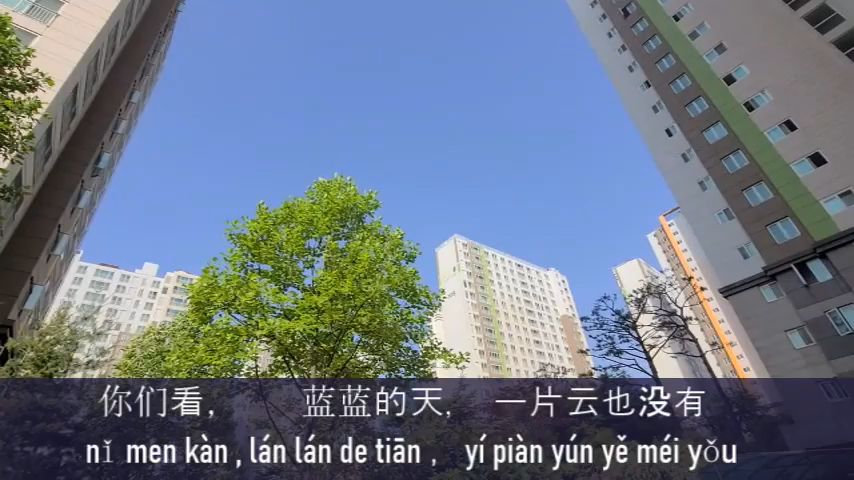 你们看， 蓝蓝的天， 一片云也没有
nǐ men kàn , lán lán de tiān , yí piàn yún yě méi yǒu